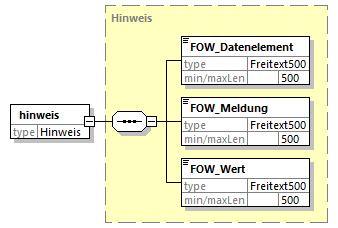 Hinweis
FOW_Datenelement
type Freitext500
min/maxLen 500
FOW_Meldung
type Freitext500
min/maxLen 500
hinweis
type Hinweis
FOW_Wert
type Freitext500
min/maxLen 500